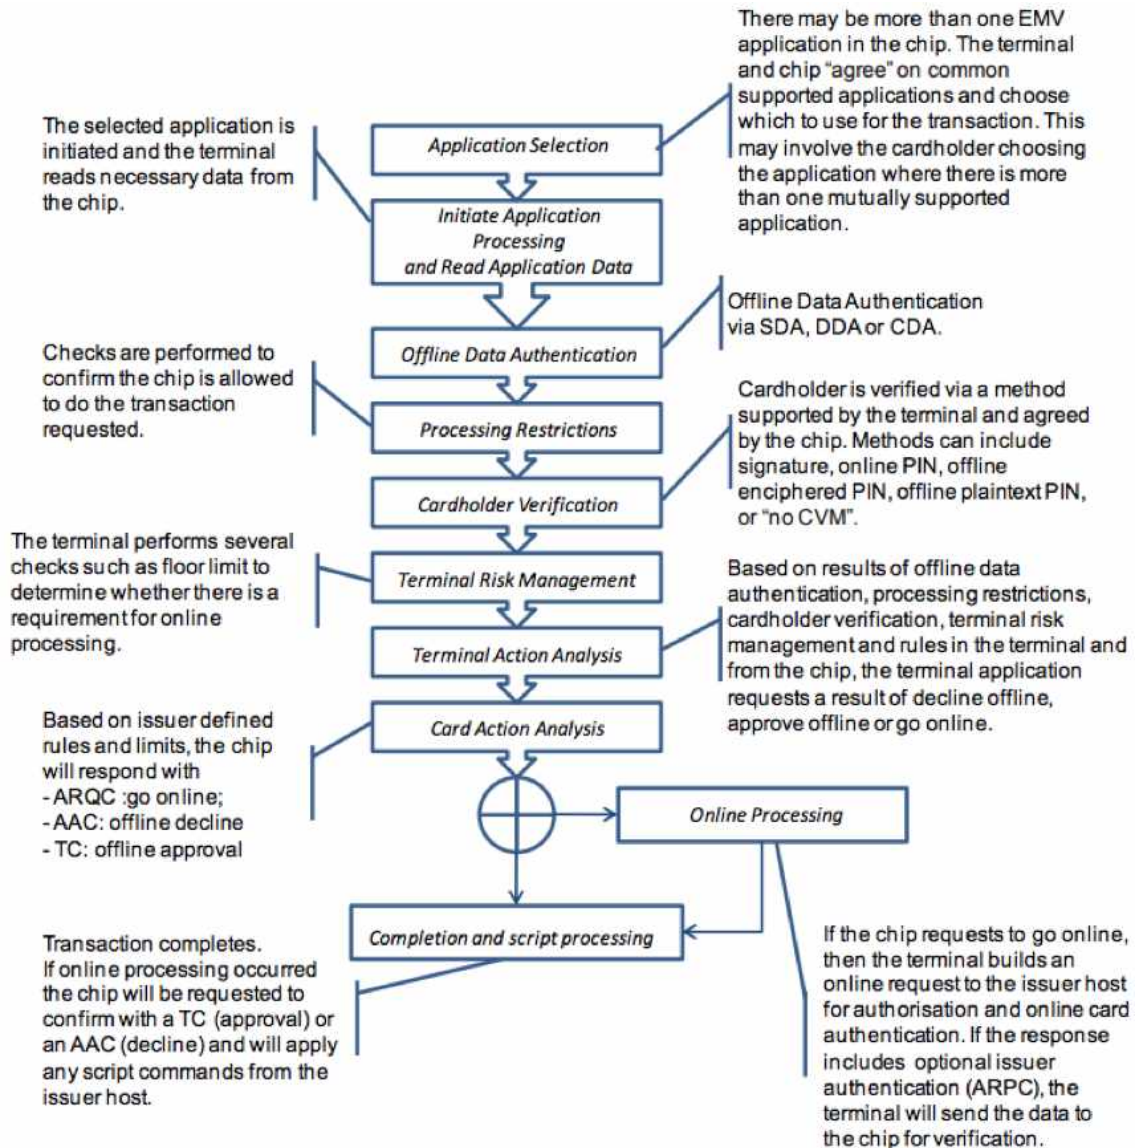 There may be more than one EMV
application in the chip. The terminal
and chip “agree” on common
supported applications and choose
which to use for the transaction. This
may involve the cardholder choosing
the application where there is more
than one mutually supported
application.
Application Selection
The selected application is
initiated and the terminal
reads necessary data from
the chip.
Initiate Application
Processing
and Read Application Data
Offline Data Authentication
via SDA, DDA or CDA.
Offline Data Authentication
Checks are performed to
confirm the chip is allowed
to do the transaction
requested.
Processing Restrictions
Cardholder is verified via a method
supported by the terminal and agreed
by the chip. Methods can include
signature, online PIN, offline
enciphered PIN, offline plaintext PIN,
or “no CVM”.
Cardholder Verification
The terminal performs several
checks such as floor limit to
determine whether there is a
requirement for online
processing.
Terminal Risk Management
Based on results of offline data
authentication, processing restrictions,
cardholder verification, terminal risk
management and rules in the terminal and
from the chip, the terminal application
requests a result of decline offline,
approve offline or go online.
Terminal Action Analysis
Based on issuer defined
rules and limits, the chip
will respond with
- ARQC :go online;
- AAC: offline decline
- TC: offline approval
Card Action Analysis
Online Processing
Completion and script processing
Transaction completes.
If online processing occurred
the chip will be requested to
confirm with a TC (approval) or
an AAC (decline) and will apply
any script commands from the
issuer host.
If the chip requests to go online,
then the terminal builds an
online request to the issuer host
for authorisation and online card
authentication. If the response
includes optional issuer
authentication (ARPC), the
terminal will send the data to
the chip for verification.